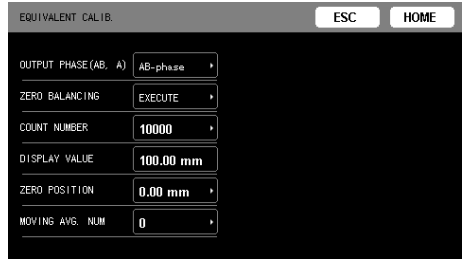 EQUIVALENT CALIB. ESC HOME
OUTPUT PHASE(AB, A) AB-phase
ZERO BALANCING EXECUTE
COUNT NUMBER 10000
DISPLAY VALUE 100.00 mm
ZERO POSITION 0.00 mm
MOVING AVG. NUM 0